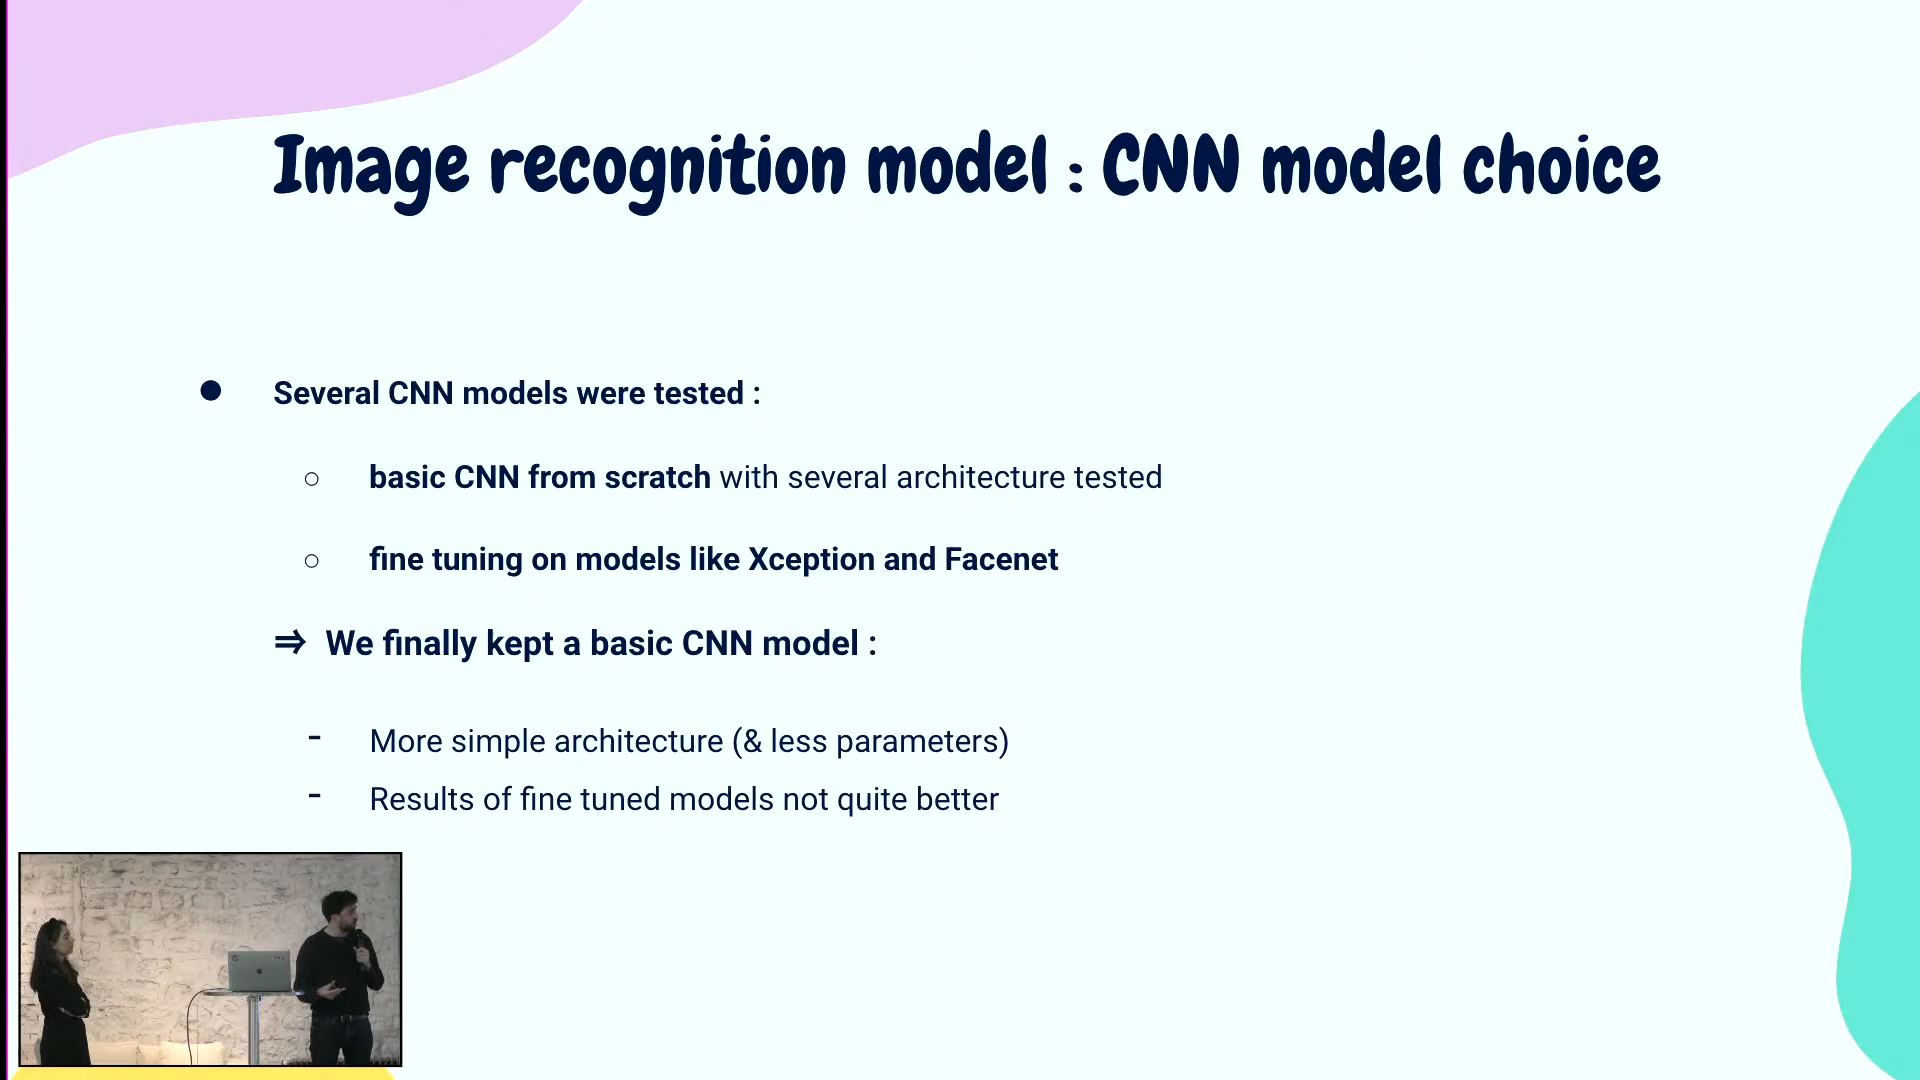 Image recognition model : CNN model choice
● Several CNN models were tested :
○ basic CNN from scratch with several architecture tested
○ fine tuning on models like Xception and Facenet
⇒ We finally kept a basic CNN model :
- More simple architecture (& less parameters)
- Results of fine tuned models not quite better